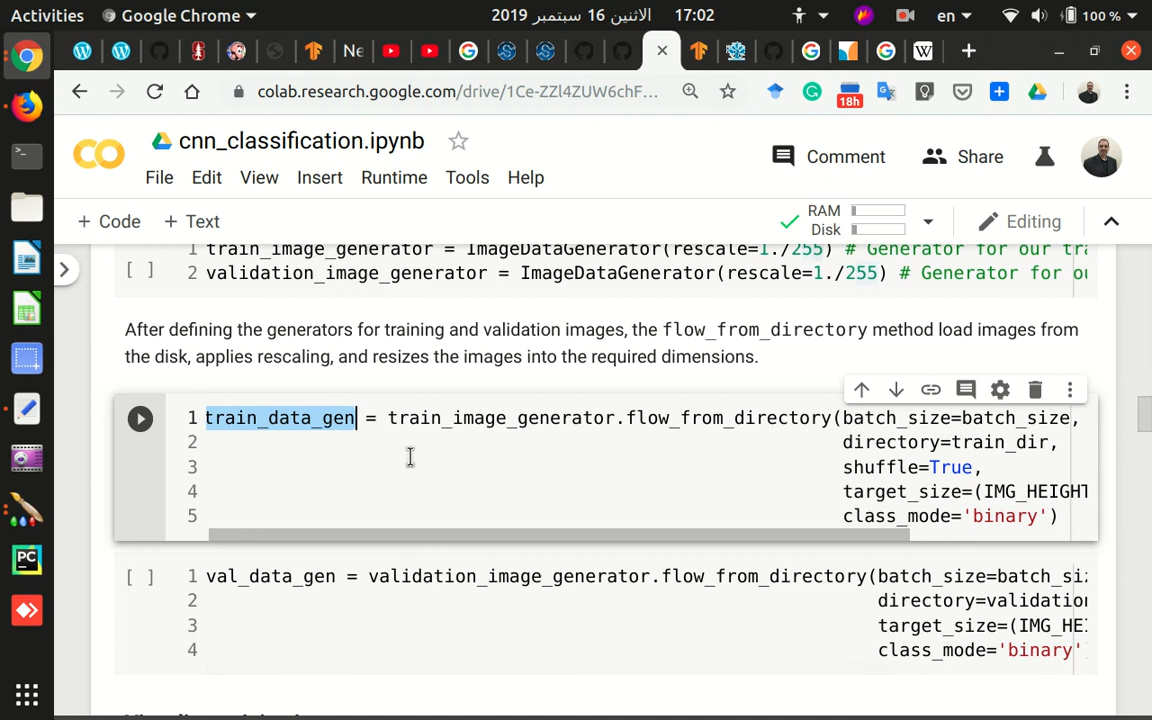 Activities Google Chrome 2019 الاثنين 16 سبتمبر 17:02 en 100 %
Ne W
colab.research.google.com/drive/1Ce-ZZl4ZUW6chF... 18h
cnn_classification.ipynb
Comment Share
File Edit View Insert Runtime Tools Help
+ Code + Text RAM Disk Editing
1 train_image_generator = ImageDataGenerator(rescale=1./255) # Generator for our tra
[ ] 2 validation_image_generator = ImageDataGenerator(rescale=1./255) # Generator for ou
After defining the generators for training and validation images, the flow_from_directory method load images from
the disk, applies rescaling, and resizes the images into the required dimensions.
1 train_data_gen = train_image_generator.flow_from_directory(batch_size=batch_size,
2 directory=train_dir,
3 shuffle=True,
4 target_size=(IMG_HEIGHT
5 class_mode='binary')
[ ] 1 val_data_gen = validation_image_generator.flow_from_directory(batch_size=batch_siz
2 directory=validation
3 target_size=(IMG_HEI
4 class_mode='binary'